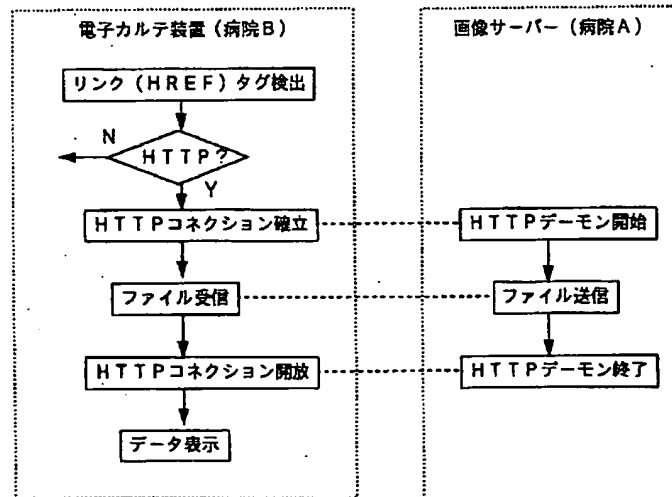 電子カルテ装置（病院B）
リンク（HREF）タグ検出
N
HTTP？
Y
HTTPコネクション確立
ファイル受信
HTTPコネクション開放
データ表示
画像サーバー（病院A）
HTTPデーモン開始
ファイル送信
HTTPデーモン終了